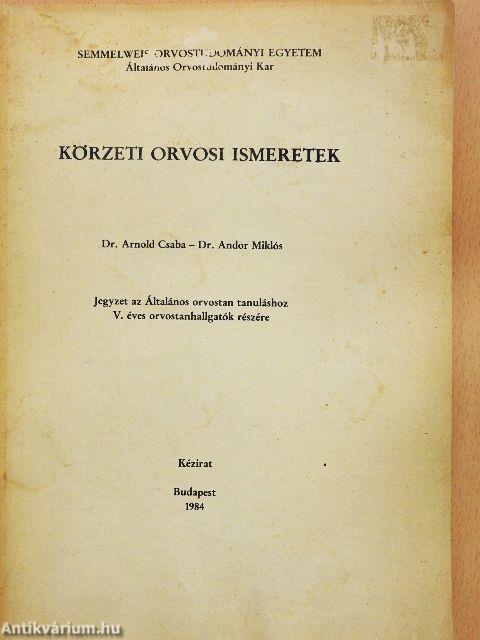 SEMMELWEIS ORVOSTUDOMÁNYI EGYETEM
Általános Orvostudományi Kar
KÖRZETI ORVOSI ISMERETEK
Dr. Arnold Csaba – Dr. Andor Miklós
Jegyzet az Általános orvostan tanuláshoz
V. éves orvostanhallgatók részére
Kézirat
Budapest
1984
Antikvárium.hu